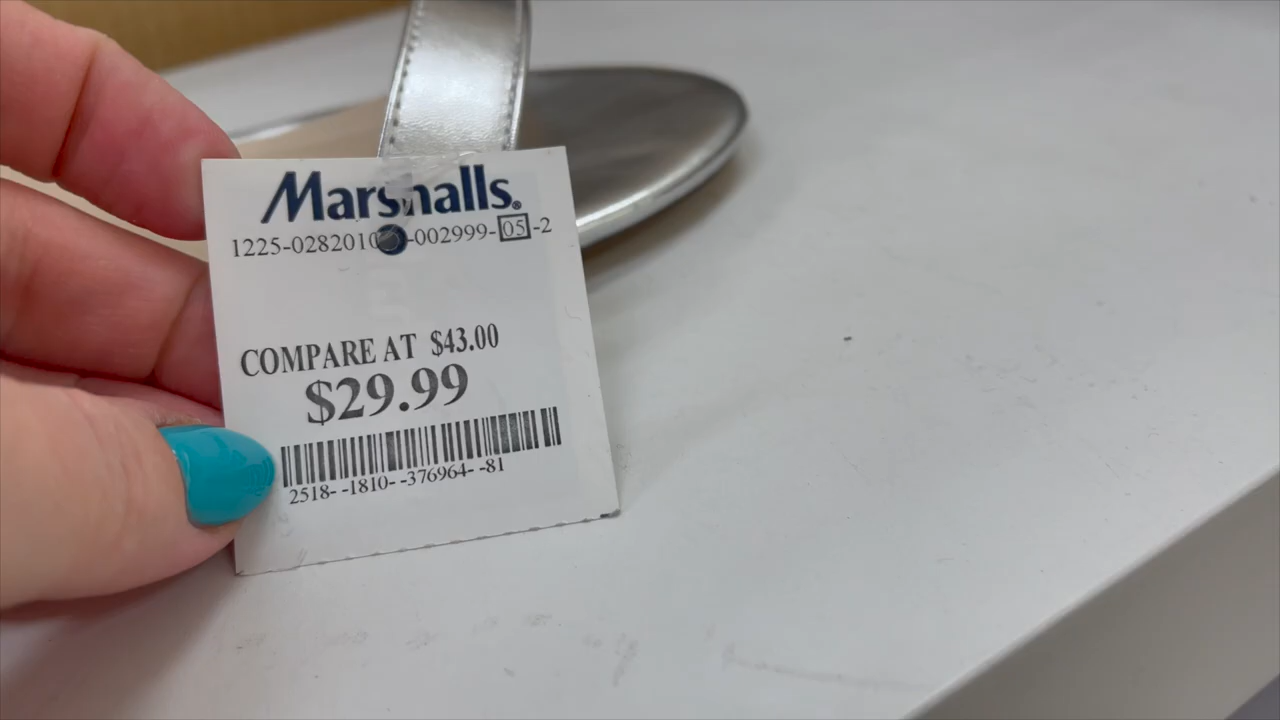 Marshalls®
1225-0282010 -002999-05-2
COMPARE AT $43.00
$29.99
2518- -1810- -376964- -81